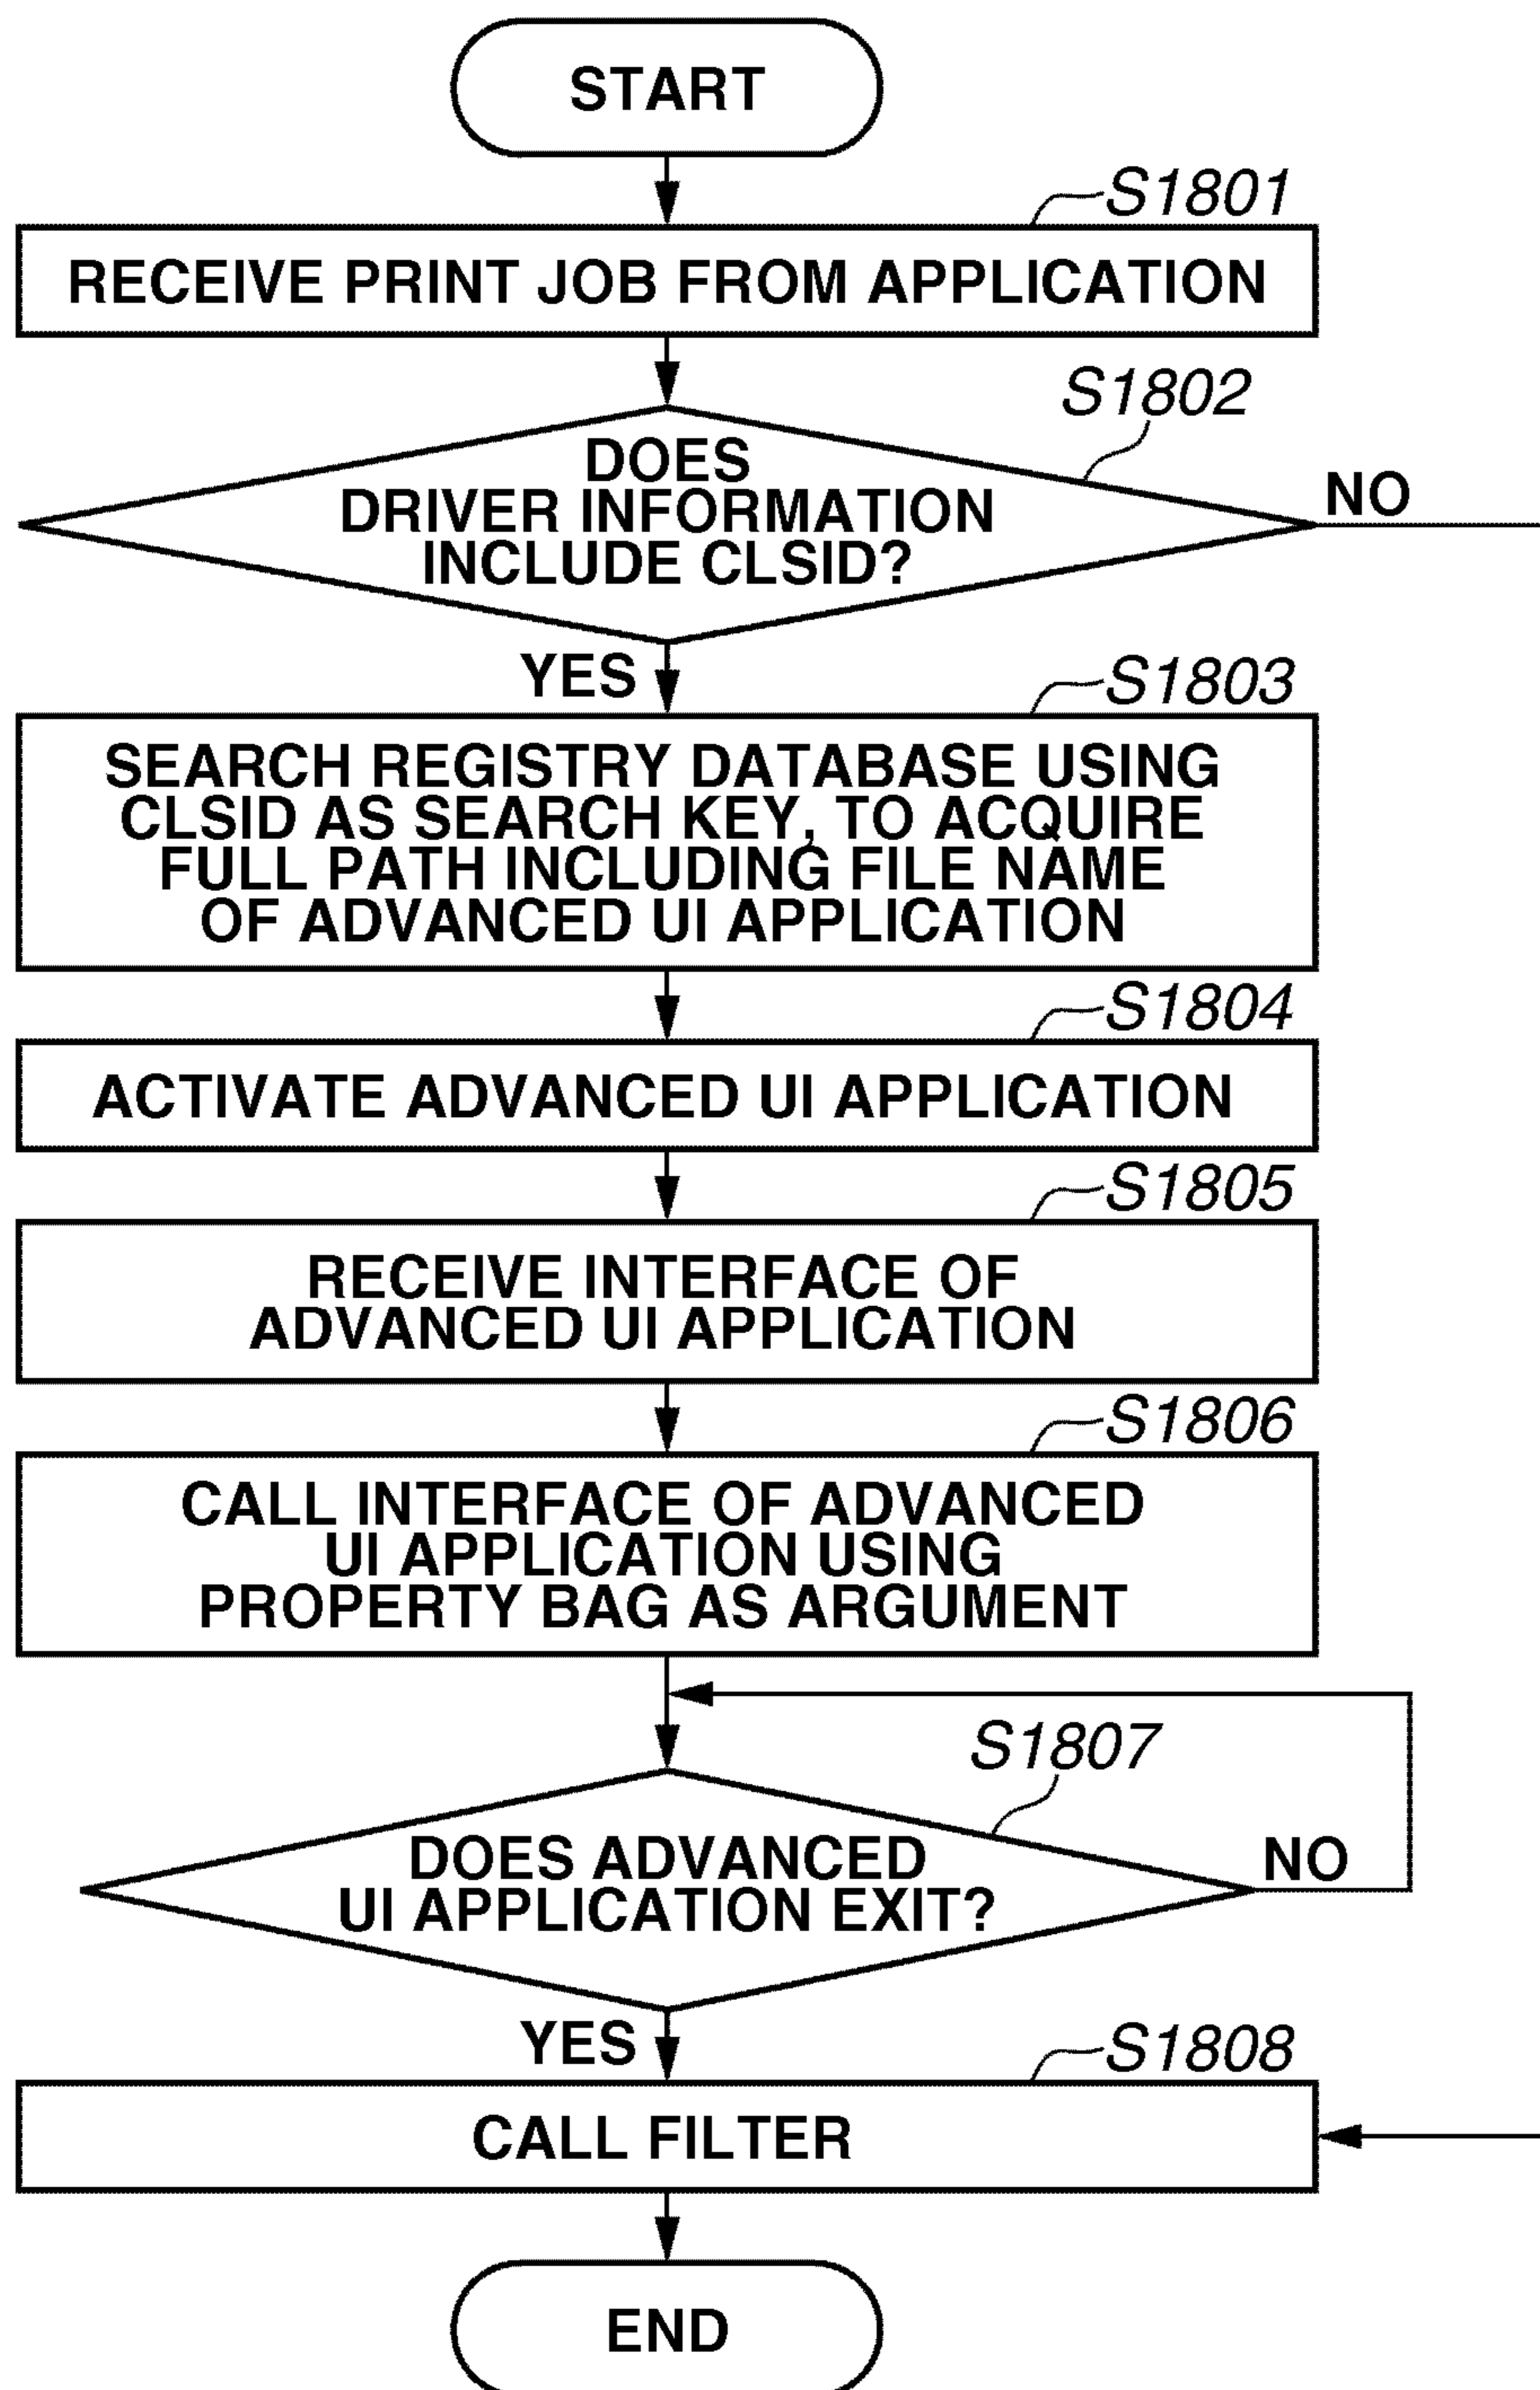 START
S1801
RECEIVE PRINT JOB FROM APPLICATION
S1802
DOES
DRIVER INFORMATION
INCLUDE CLSID?
NO
YES
S1803
SEARCH REGISTRY DATABASE USING
CLSID AS SEARCH KEY, TO ACQUIRE
FULL PATH INCLUDING FILE NAME
OF ADVANCED UI APPLICATION
S1804
ACTIVATE ADVANCED UI APPLICATION
S1805
RECEIVE INTERFACE OF
ADVANCED UI APPLICATION
S1806
CALL INTERFACE OF ADVANCED
UI APPLICATION USING
PROPERTY BAG AS ARGUMENT
S1807
DOES ADVANCED
UI APPLICATION EXIT?
NO
YES
S1808
CALL FILTER
END